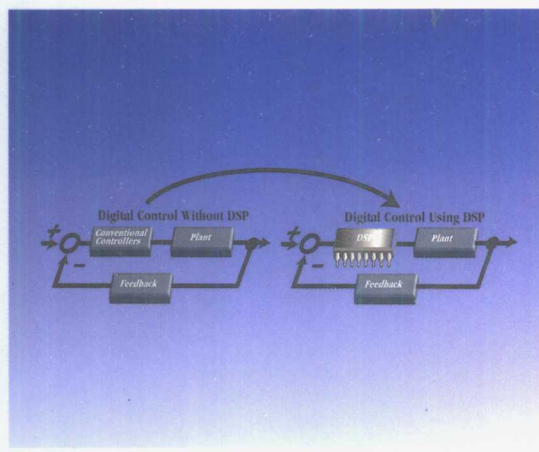 Digital Control Without DSP
+
Conventional
Controllers
Plant
−
Feedback
Digital Control Using DSP
+
DSP
Plant
−
Feedback